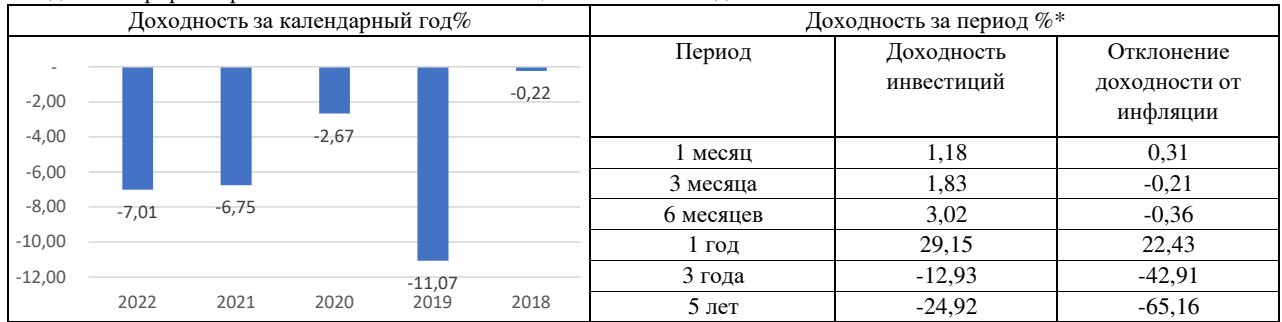 Доходность за календарный год%
Доходность за период %*
-
-2,00
-4,00
-6,00
-8,00
-10,00
-12,00
-7,01
-6,75
-2,67
-11,07
-0,22
2022 2021 2020 2019 2018
Период Доходность инвестиций Отклонение доходности от инфляции
1 месяц 1,18 0,31
3 месяца 1,83 -0,21
6 месяцев 3,02 -0,36
1 год 29,15 22,43
3 года -12,93 -42,91
5 лет -24,92 -65,16